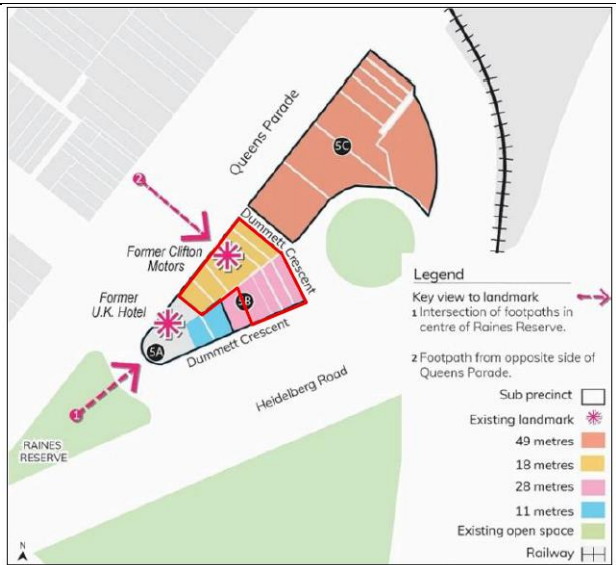 Queens Parade
5C
2
Dummett Crescent
Former Clifton
Motors
Former
U.K. Hotel
5B
5A
Dummett Crescent
Heidelberg Road
1
RAINES
RESERVE
N
Legend
Key view to landmark
1 Intersection of footpaths in
centre of Raines Reserve.
2 Footpath from opposite side of
Queens Parade.
Sub precinct
Existing landmark
49 metres
18 metres
28 metres
11 metres
Existing open space
Railway